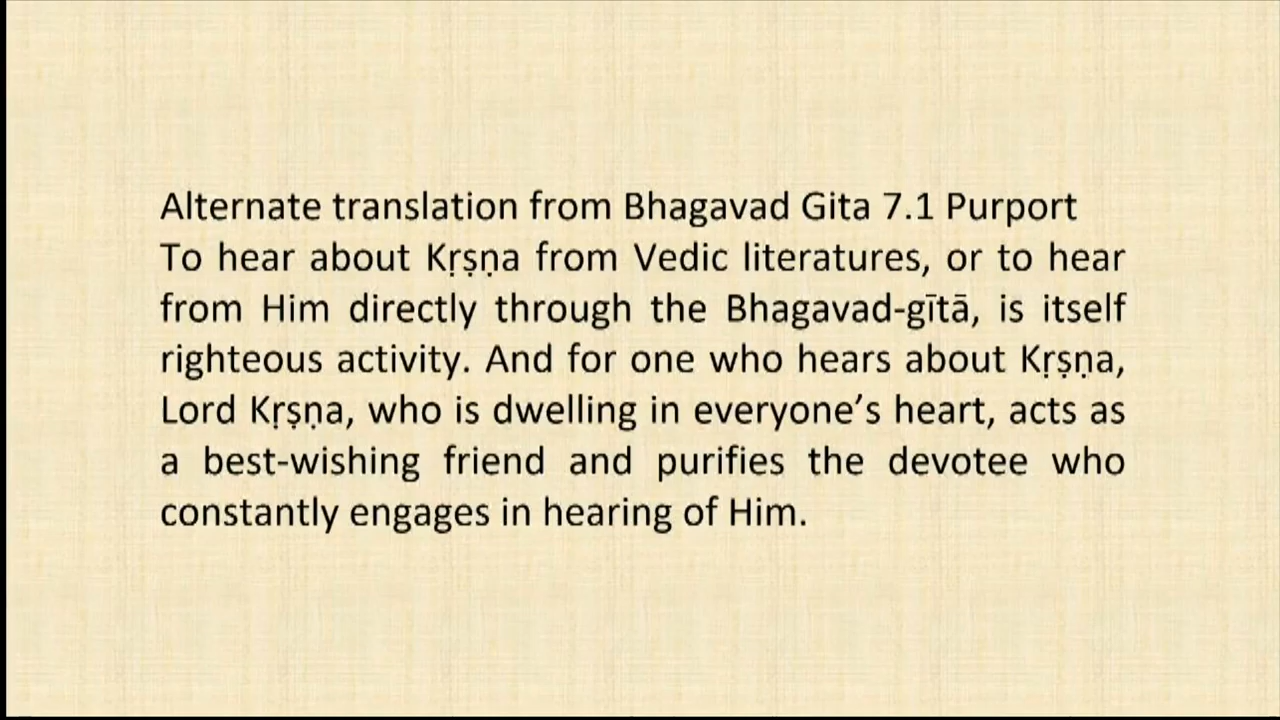 Alternate translation from Bhagavad Gita 7.1 Purport
To hear about Kṛṣṇa from Vedic literatures, or to hear
from Him directly through the Bhagavad-gītā, is itself
righteous activity. And for one who hears about Kṛṣṇa,
Lord Kṛṣṇa, who is dwelling in everyone’s heart, acts as
a best-wishing friend and purifies the devotee who
constantly engages in hearing of Him.